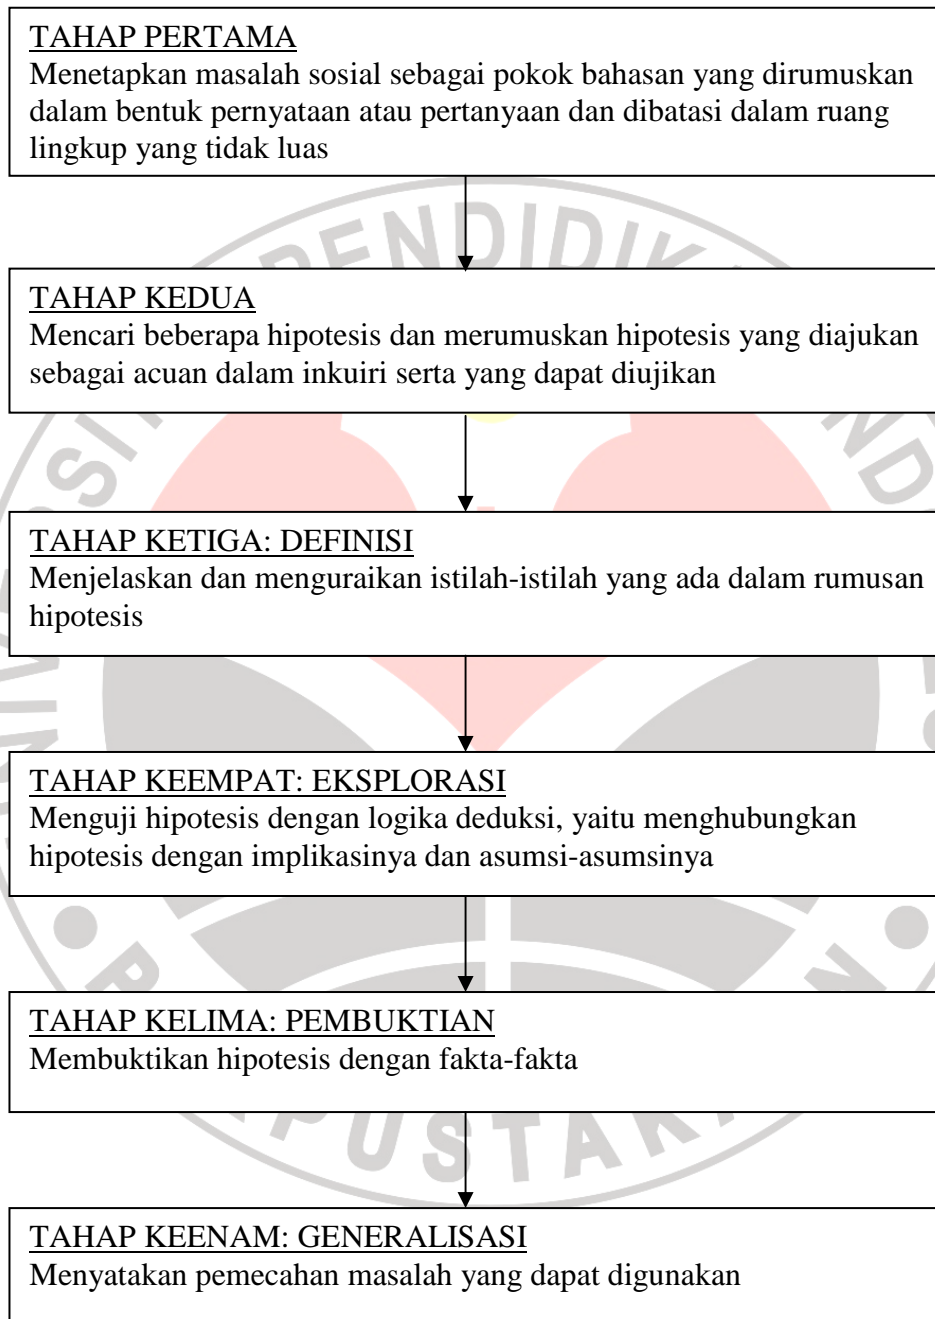 TAHAP PERTAMA
Menetapkan masalah sosial sebagai pokok bahasan yang dirumuskan
dalam bentuk pernyataan atau pertanyaan dan dibatasi dalam ruang
lingkup yang tidak luas
TAHAP KEDUA
Mencari beberapa hipotesis dan merumuskan hipotesis yang diajukan
sebagai acuan dalam inkuiri serta yang dapat diujikan
TAHAP KETIGA: DEFINISI
Menjelaskan dan menguraikan istilah-istilah yang ada dalam rumusan
hipotesis
TAHAP KEEMPAT: EKSPLORASI
Menguji hipotesis dengan logika deduksi, yaitu menghubungkan
hipotesis dengan implikasinya dan asumsi-asumsinya
TAHAP KELIMA: PEMBUKTIAN
Membuktikan hipotesis dengan fakta-fakta
TAHAP KEENAM: GENERALISASI
Menyatakan pemecahan masalah yang dapat digunakan